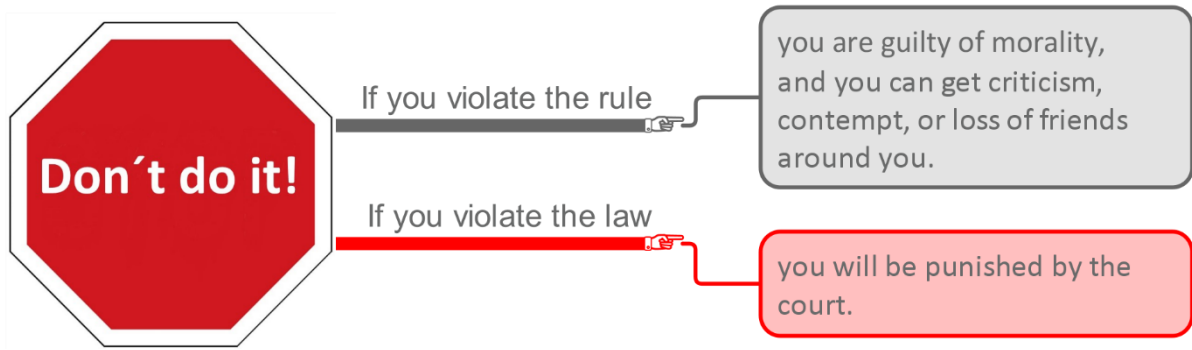 Don´t do it!
If you violate the rule
you are guilty of morality,
and you can get criticism,
contempt, or loss of friends
around you.
If you violate the law
you will be punished by the
court.